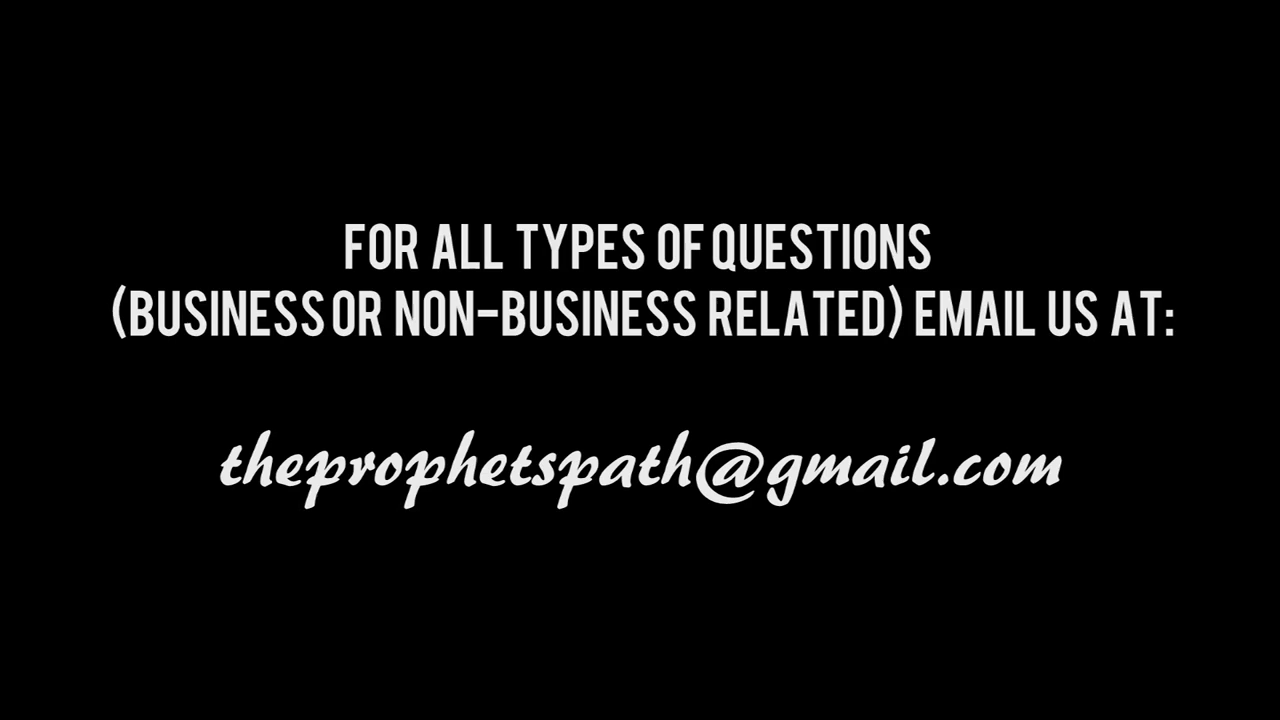 FOR ALL TYPES OF QUESTIONS
(BUSINESS OR NON-BUSINESS RELATED) EMAIL US AT:
theprophetspath@gmail.com